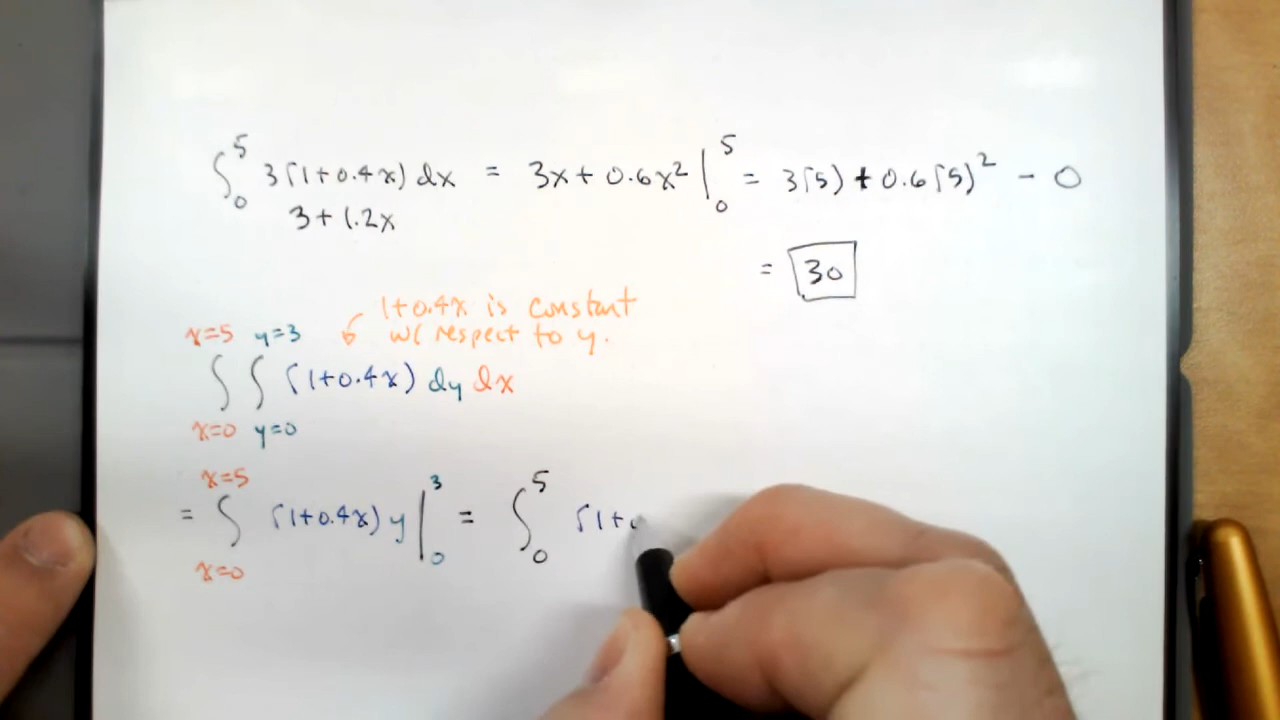 ∫₀⁵ 3(1+0.4x) dx = 3x + 0.6x² |₀⁵ = 3(5) + 0.6(5)² - 0
3 + 1.2x
= 30
1+0.4x is constant
w/ respect to y.
x=5 y=3
∫ ∫ (1+0.4x) dy dx
x=0 y=0
x=5
= ∫ (1+0.4x) y |₀³ = ∫₀⁵ (1+
x=0